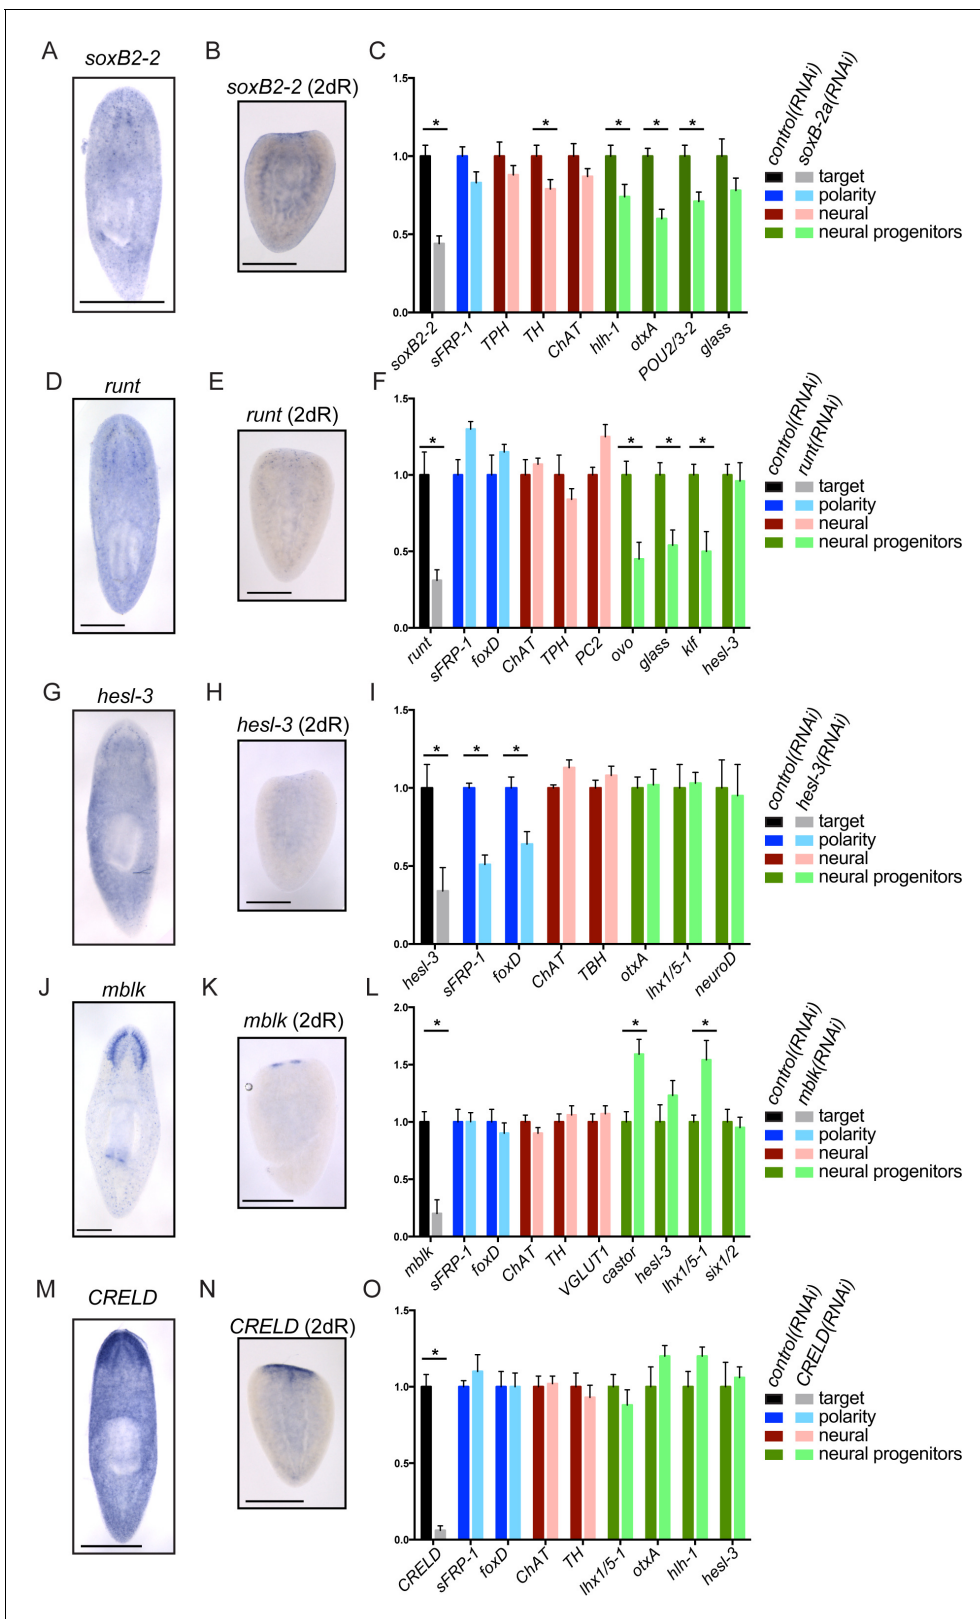 A
soxB2-2
B
soxB2-2 (2dR)
C
1.5
1.0
0.5
0.0
* * * * *
soxB2-2 sFRP-1 TPH TH ChAT hlh-1 otxA POU2/3-2 glass
control(RNAi)
soxB-2a(RNAi)
target
polarity
neural
neural progenitors
D
runt
E
runt (2dR)
F
1.5
1.0
0.5
0.0
* * * *
runt sFRP-1 foxD ChAT TPH PC2 ovo glass klf hesl-3
control(RNAi)
runt(RNAi)
target
polarity
neural
neural progenitors
G
hesl-3
H
hesl-3 (2dR)
I
1.5
1.0
0.5
0.0
* * *
hesl-3 sFRP-1 foxD ChAT TBH otxA lhx1/5-1 neuroD
control(RNAi)
hesl-3(RNAi)
target
polarity
neural
neural progenitors
J
mblk
K
mblk (2dR)
L
2.0
1.5
1.0
0.5
0.0
* * *
mblk sFRP-1 foxD ChAT TH VGLUT1 castor hesl-3 lhx1/5-1 six1/2
control(RNAi)
mblk(RNAi)
target
polarity
neural
neural progenitors
M
CRELD
N
CRELD (2dR)
O
1.5
1.0
0.5
0.0
*
CRELD sFRP-1 foxD ChAT TH lhx1/5-1 otxA hlh-1 hesl-3
control(RNAi)
CRELD(RNAi)
target
polarity
neural
neural progenitors